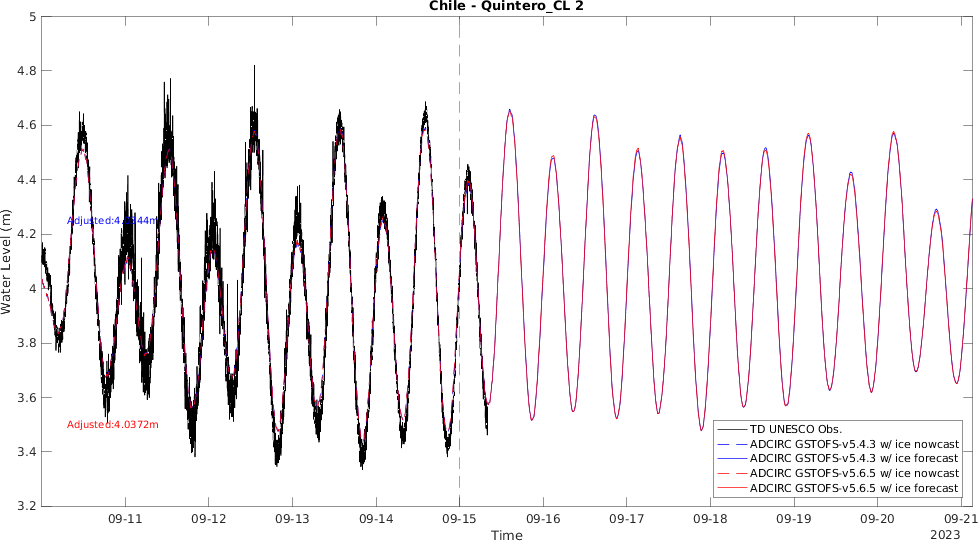 Chile - Quintero_CL 2
Water Level (m)
5
4.8
4.6
4.4
4.2
4
3.8
3.6
3.4
3.2
Adjusted:4.0372m
TD UNESCO Obs.
ADCIRC GSTOFS-v5.4.3 w/ ice nowcast
ADCIRC GSTOFS-v5.4.3 w/ ice forecast
ADCIRC GSTOFS-v5.6.5 w/ ice nowcast
ADCIRC GSTOFS-v5.6.5 w/ ice forecast
09-11 09-12 09-13 09-14 09-15 09-16 09-17 09-18 09-19 09-20 09-21
Time
2023